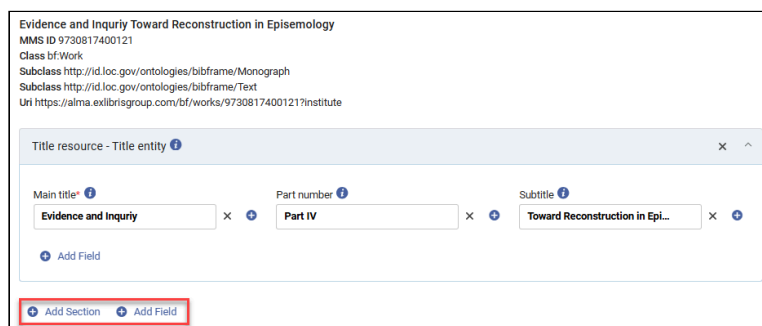 Evidence and Inquriy Toward Reconstruction in Episemology
MMS ID 9730817400121
Class bf:Work
Subclass http://id.loc.gov/ontologies/bibframe/Monograph
Subclass http://id.loc.gov/ontologies/bibframe/Text
Uri https://alma.exlibrisgroup.com/bf/works/9730817400121?institute
Title resource - Title entity
Main title* Part number Subtitle
Evidence and Inquriy Part IV Toward Reconstruction in Epi...
Add Field
Add Section Add Field